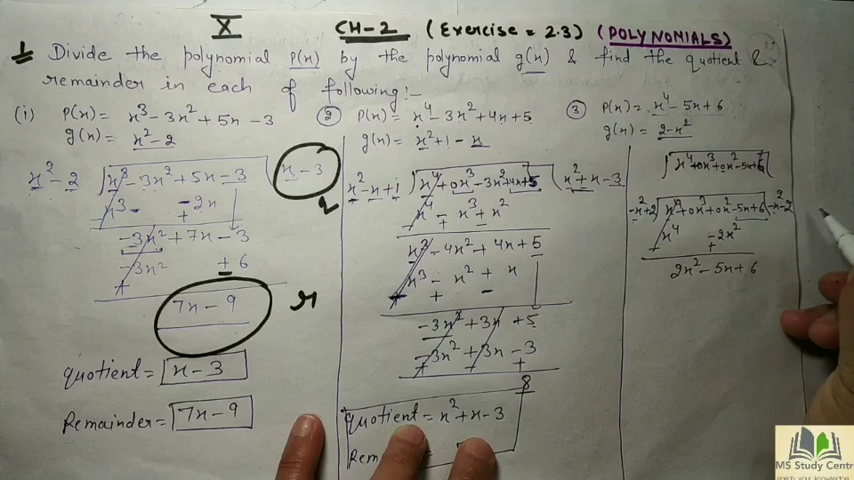 X CH-2 (Exercise = 2.3) (POLYNOMIALS)
1 Divide the polynomial P(x) by the polynomial g(x) & find the quotient &
remainder in each of following:-
(i) P(x) = x³ - 3x² + 5x - 3
g(x) = x² - 2
x² - 2 ) x³ - 3x² + 5x - 3 ( x - 3
x³ - 2x
- +
-3x² + 7x - 3
-3x² + 6
+
7x - 9
q
r
quotient = x - 3
Remainder = 7x - 9
② P(x) = x⁴ - 3x² + 4x + 5
g(x) = x² + 1 - x
x² - x + 1 ) x⁴ + 0x³ - 3x² + 4x + 5 ( x² + x - 3
x⁴ - x³ + x²
x³ - 4x² + 4x + 5
x³ - x² + x
- + -
-3x² + 3x + 5
-3x² + 3x - 3
+
8
quotient = x² + x - 3
Rem
③ P(x) = x⁴ - 5x + 6
g(x) = 2 - x²
) x⁴ + 0x³ + 0x² - 5x + 6 (
-x² + 2 ) x⁴ + 0x³ + 0x² - 5x + 6 ( -x² - 2
x⁴ - 2x²
- +
2x² - 5x + 6
MS Study Centr